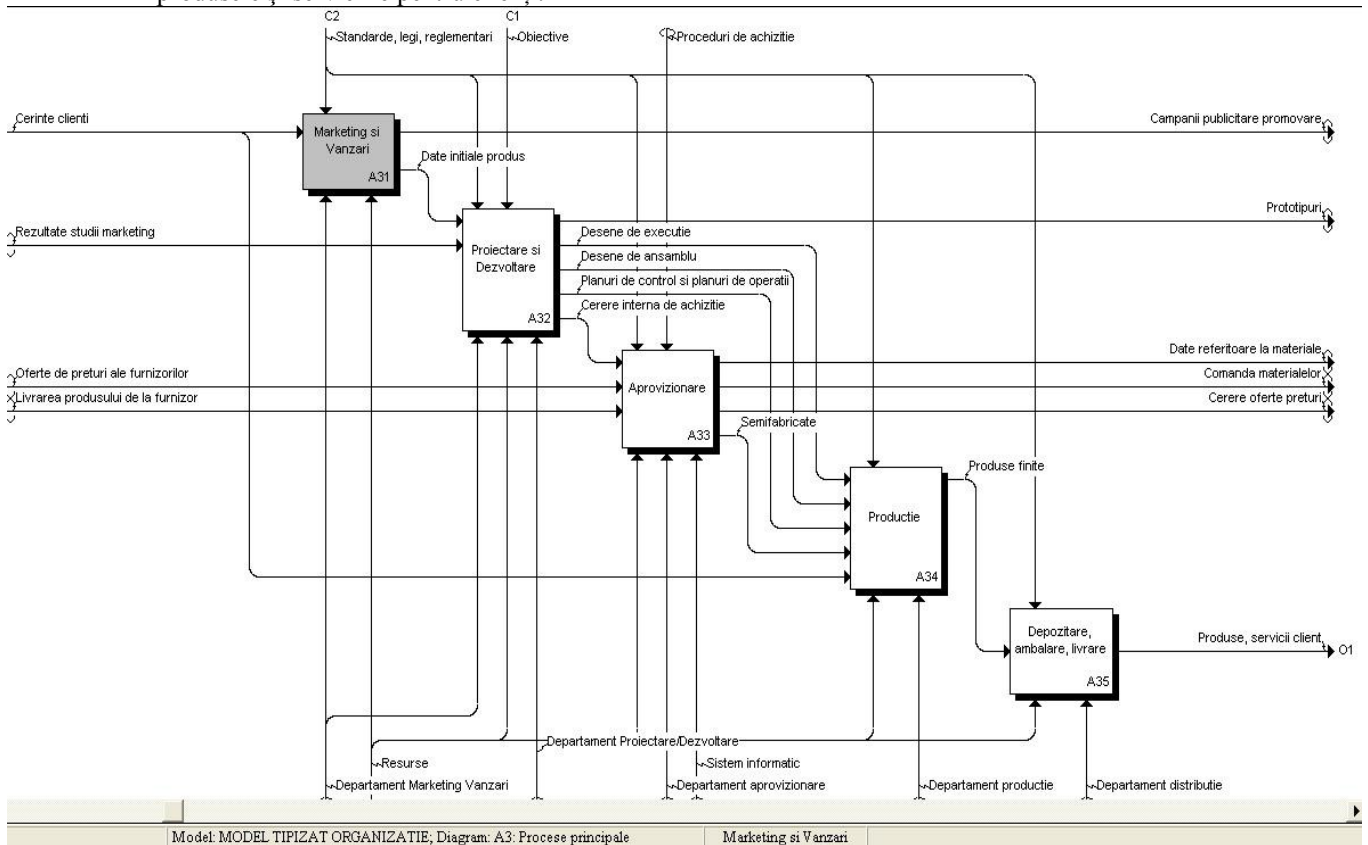 C2
C1
Standarde, legi, reglementari
Obiective
Proceduri de achizitie
Cerinte clienti
Marketing si
Vanzari
A31
Campanii publicitare promovare
Date initiale produs
Prototipuri
Rezultate studii marketing
Proiectare si
Dezvoltare
A32
Desene de executie
Desene de ansamblu
Planuri de control si planuri de operatii
Cerere interna de achizitie
Date referitoare la materiale
Oferte de preturi ale furnizorilor
Aprovizionare
A33
Comanda materialelor
Livrarea produsului de la furnizor
Cerere oferte preturi
Semifabricate
Produse finite
Productie
A34
Depozitare,
ambalare, livrare
A35
Produse, servicii client
O1
Departament Proiectare/Dezvoltare
Resurse
Sistem informatic
Departament Marketing Vanzari
Departament aprovizionare
Departament productie
Departament distributie
Model: MODEL TIPIZAT ORGANIZATIE; Diagram: A3: Procese principale
Marketing si Vanzari